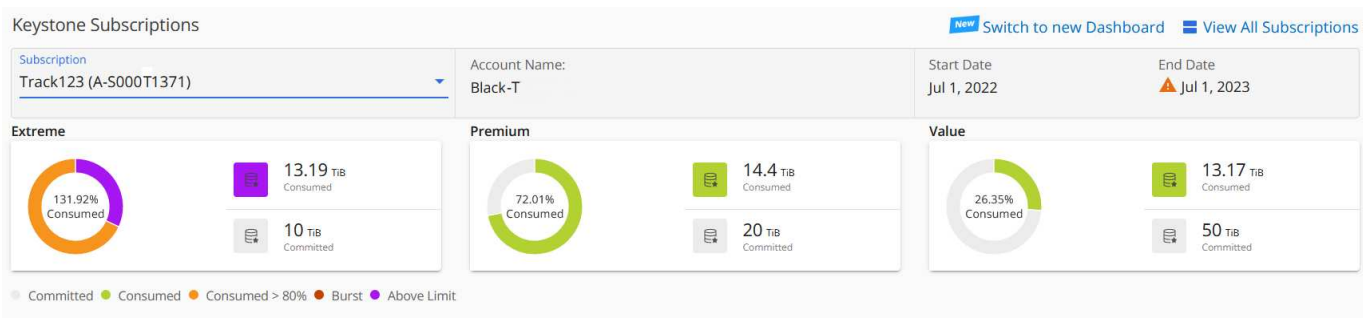 Keystone Subscriptions
New Switch to new Dashboard View All Subscriptions
Subscription
Track123 (A-S000T1371)
Account Name:
Black-T
Start Date
Jul 1, 2022
End Date
Jul 1, 2023
Extreme
131.92%
Consumed
13.19 TiB
Consumed
10 TiB
Committed
Premium
72.01%
Consumed
14.4 TiB
Consumed
20 TiB
Committed
Value
26.35%
Consumed
13.17 TiB
Consumed
50 TiB
Committed
Committed Consumed Consumed > 80% Burst Above Limit